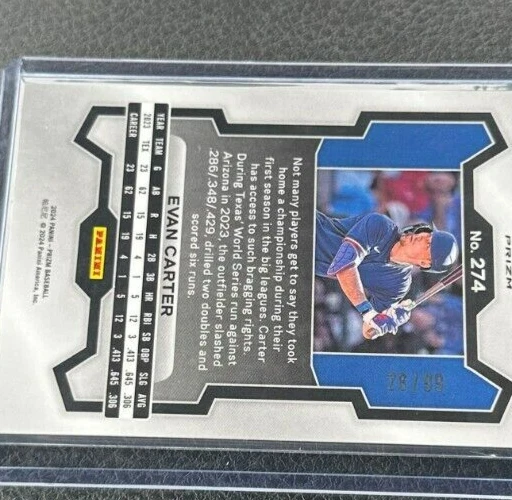 PRIZM
No. 274
Not many players get to say they took
home a championship during their
first season in the big leagues. Carter
has access to such bragging rights.
During Texas' World Series run against
Arizona in 2023, the outfielder slashed
.286/.348/.429, drilled two doubles and
scored six runs.
EVAN CARTER
YEAR TEAM G AB R H 2B 3B HR RBI SB OBP SLG AVG
2023 TEX 23 62 15 19 4 1 5 12 3 .413 .645 .306
CAREER 23 62 15 19 4 1 5 12 3 .413 .645 .306
PANINI
2024 PANINI - PRIZM BASEBALL
© 2024 Panini America, Inc.